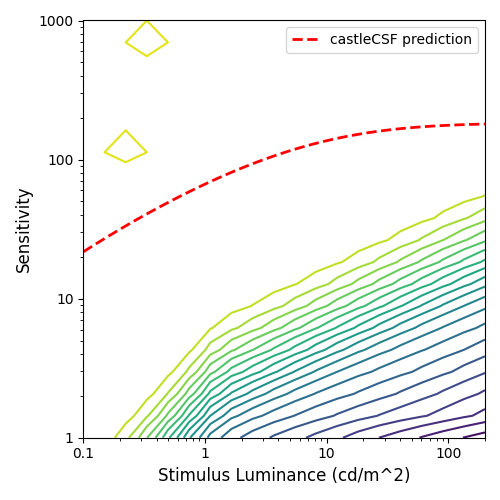 1000
castleCSF prediction
100
Sensitivity
10
1
0.1 1 10 100
Stimulus Luminance (cd/m^2)